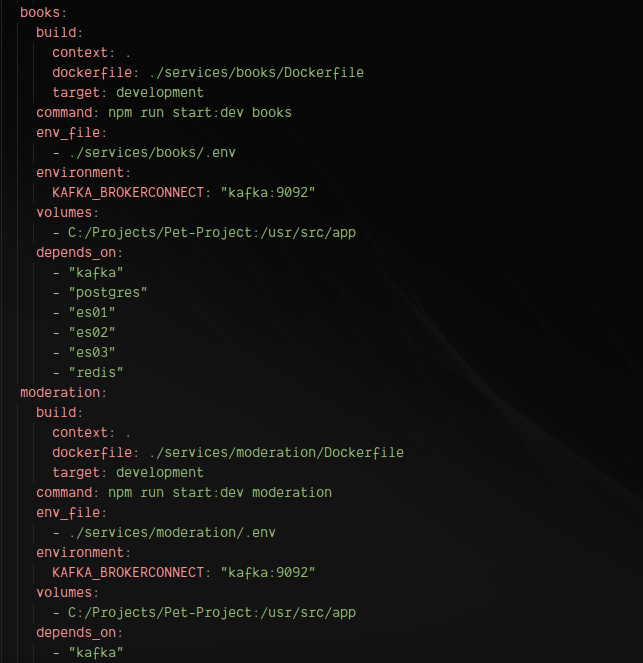 books:
  build:
    context: .
    dockerfile: ./services/books/Dockerfile
    target: development
  command: npm run start:dev books
  env_file:
    - ./services/books/.env
  environment:
    KAFKA_BROKERCONNECT: "kafka:9092"
  volumes:
    - C:/Projects/Pet-Project:/usr/src/app
  depends_on:
    - "kafka"
    - "postgres"
    - "es01"
    - "es02"
    - "es03"
    - "redis"
moderation:
  build:
    context: .
    dockerfile: ./services/moderation/Dockerfile
    target: development
  command: npm run start:dev moderation
  env_file:
    - ./services/moderation/.env
  environment:
    KAFKA_BROKERCONNECT: "kafka:9092"
  volumes:
    - C:/Projects/Pet-Project:/usr/src/app
  depends_on:
    - "kafka"